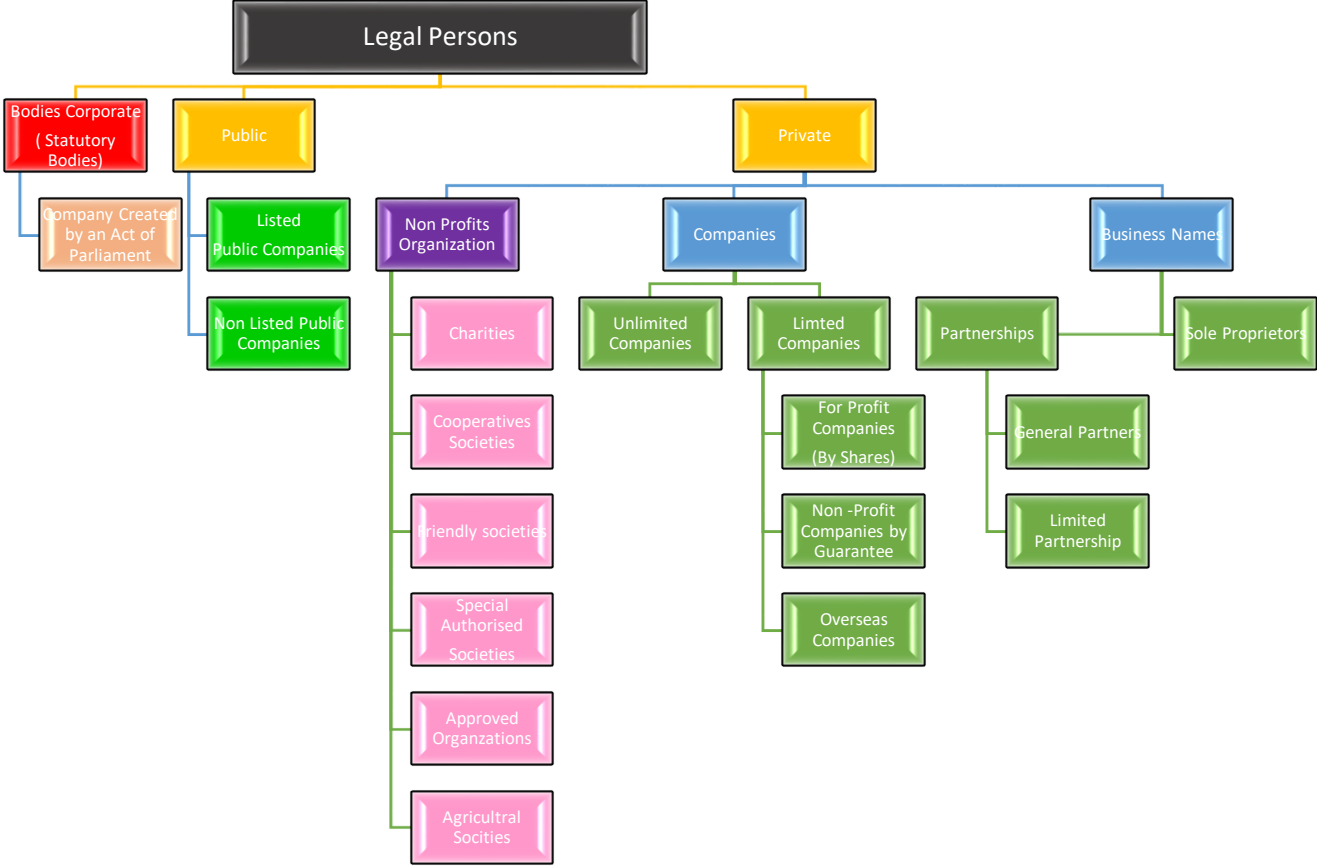 Legal Persons
Bodies Corporate
( Statutory
Bodies)
Public
Private
Company Created
by an Act of
Parliament
Listed
Public Companies
Non Profits
Organization
Companies
Business Names
Non Listed Public
Companies
Charities
Unlimited
Companies
Limted
Companies
Partnerships
Sole Proprietors
Cooperatives
Societies
For Profit
Companies
(By Shares)
General Partners
Friendly societies
Non -Profit
Companies by
Guarantee
Limited
Partnership
Special
Authorised
Societies
Overseas
Companies
Approved
Organzations
Agricultral
Socities